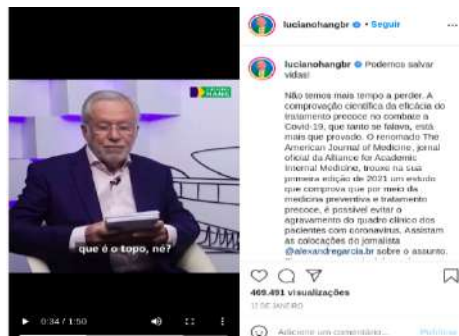 lucianohangbr • Seguir
lucianohangbr Podemos salvar
vidas!
Não temos mais tempo a perder. A
comprovação científica da eficácia do
tratamento precoce no combate a
Covid-19, que tanto se falava, está
mais que provado. O renomado The
American Journal of Medicine, jornal
oficial da Alliance for Academic
Internal Medicine, trouxe na sua
primeira edição de 2021 um estudo
que comprova que por meio da
medicina preventiva e tratamento
precoce, é possível evitar o
agravamento do quadro clínico dos
pacientes com coronavírus. Assistam
as colocações do jornalista
@alexandregarcia.br sobre o assunto.
HANG
que é o topo, né?
0:34 / 1:50
469.491 visualizações
12 DE JANEIRO
Adicione um comentário... Publicar